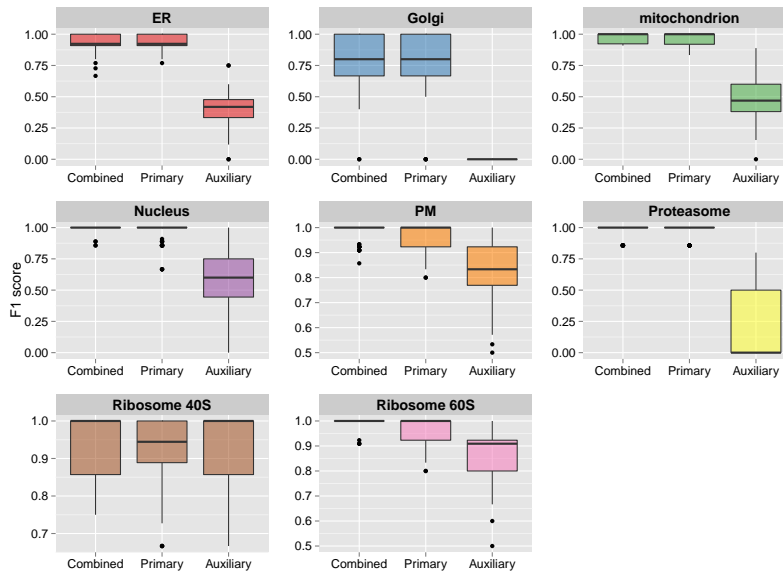 ER
1.00
0.75
0.50
0.25
0.00
Combined Primary Auxiliary
Golgi
1.00
0.75
0.50
0.25
0.00
Combined Primary Auxiliary
mitochondrion
1.00
0.75
0.50
0.25
0.00
Combined Primary Auxiliary
F1 score
Nucleus
1.00
0.75
0.50
0.25
0.00
Combined Primary Auxiliary
PM
1.0
0.9
0.8
0.7
0.6
0.5
Combined Primary Auxiliary
Proteasome
1.00
0.75
0.50
0.25
0.00
Combined Primary Auxiliary
Ribosome 40S
1.0
0.9
0.8
0.7
Combined Primary Auxiliary
Ribosome 60S
1.0
0.9
0.8
0.7
0.6
0.5
Combined Primary Auxiliary